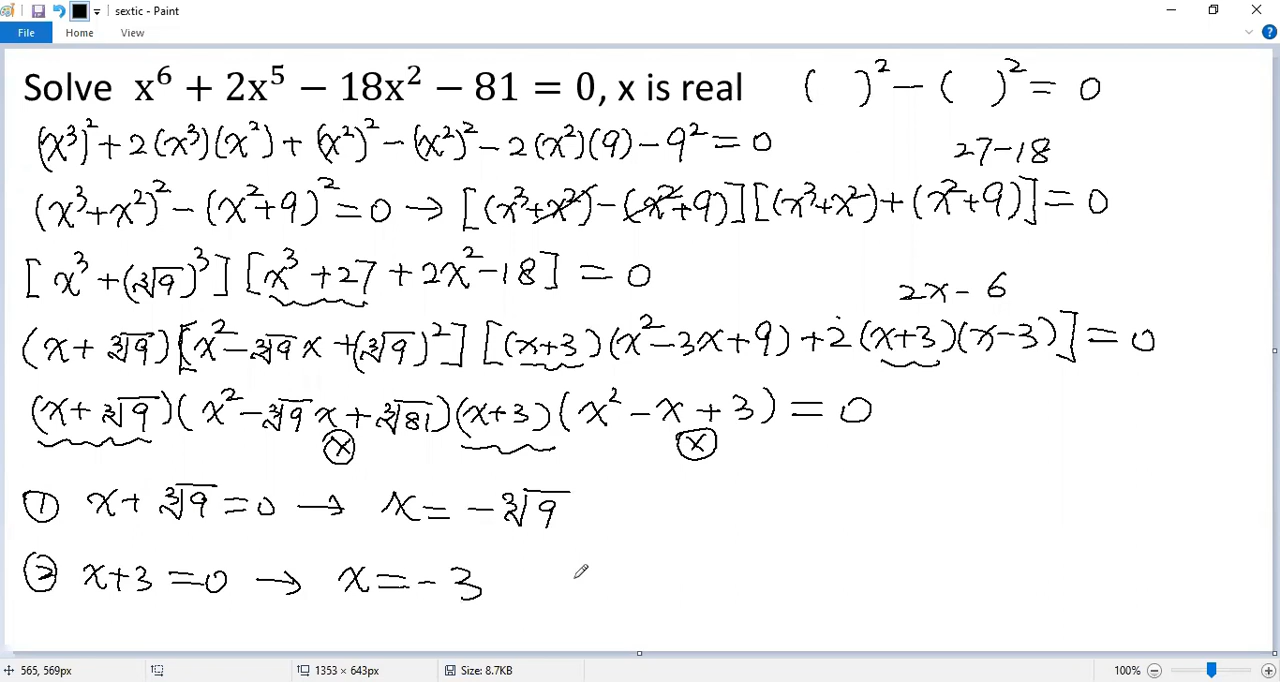 sextic - Paint
File Home View
Solve x⁶ + 2x⁵ − 18x² − 81 = 0, x is real ( )² − ( )² = 0
(x³)² + 2(x³)(x²) + (x²)² − (x²)² − 2(x²)(9) − 9² = 0
27 − 18
(x³+x²)² − (x²+9)² = 0 → [(x³+x²) − (x²+9)][(x³+x²) + (x²+9)] = 0
[x³ + (∛9)³][x³ + 27 + 2x² − 18] = 0
2x − 6
(x + ∛9)[x² − ∛9x + (∛9)²][(x+3)(x² − 3x + 9) + 2(x+3)(x−3)] = 0
(x + ∛9)(x² − ∛9x + ∛81)(x+3)(x² − x + 3) = 0
x x
① x + ∛9 = 0 → x = −∛9
② x + 3 = 0 → x = −3
565, 569px 1353 × 643px Size: 8.7KB 100%